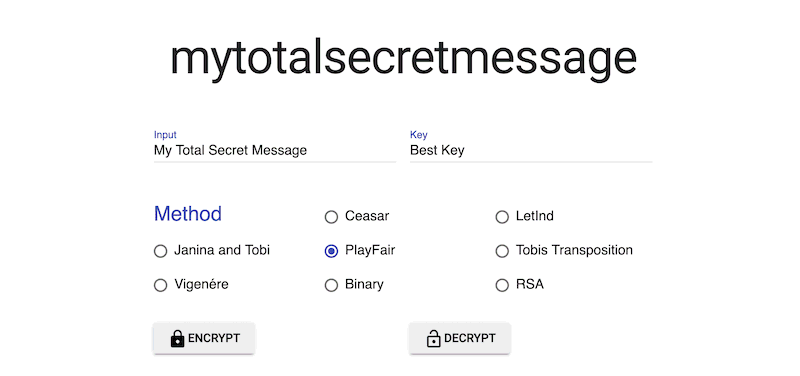 mytotalsecretmessage
Input Key
My Total Secret Message Best Key
Method Ceasar LetInd
Janina and Tobi PlayFair Tobis Transposition
Vigenére Binary RSA
ENCRYPT DECRYPT